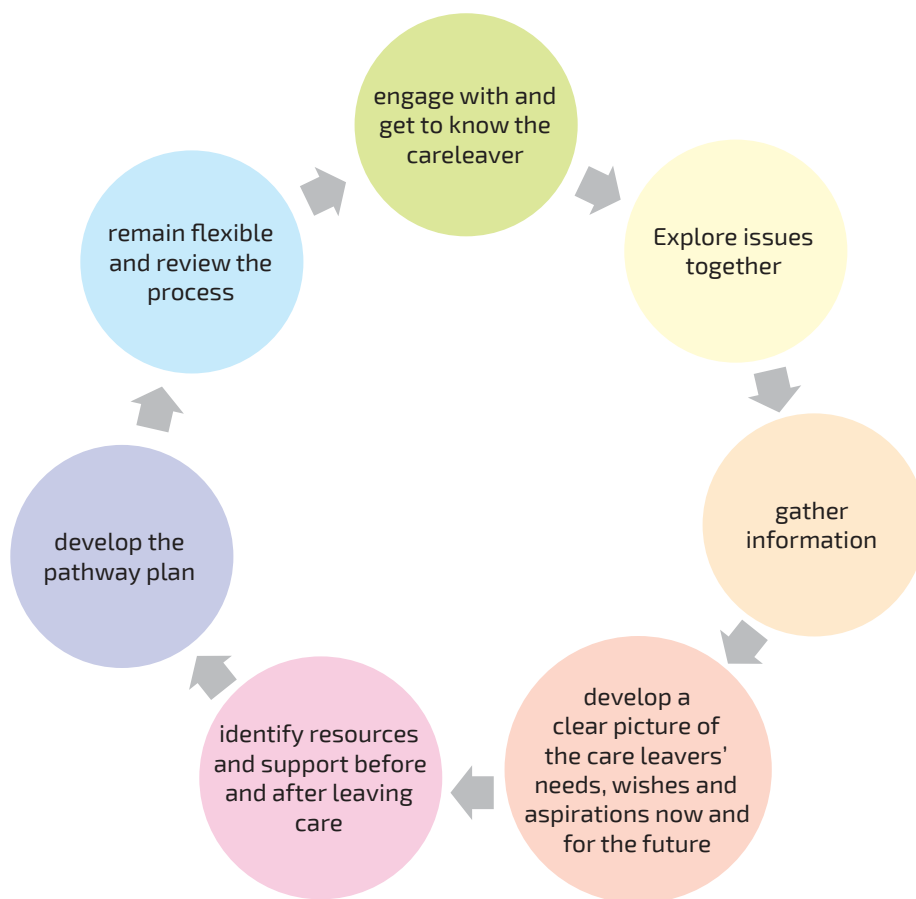 engage with and
get to know the
careleaver
Explore issues
together
gather
information
develop a
clear picture of
the care leavers’
needs, wishes and
aspirations now and
for the future
identify resources
and support before
and after leaving
care
develop the
pathway plan
remain flexible
and review the
process